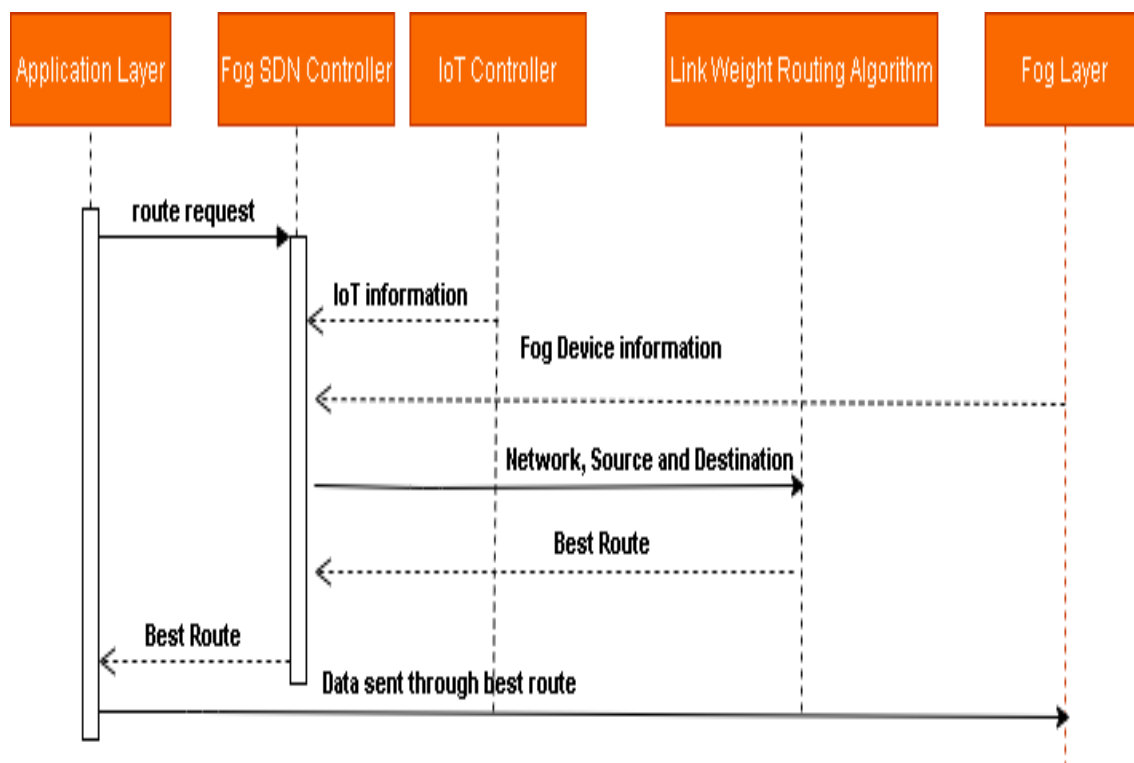 Application Layer
Fog SDN Controller
IoT Controller
Link Weight Routing Algorithm
Fog Layer
route request
IoT information
Fog Device information
Network, Source and Destination
Best Route
Best Route
Data sent through best route